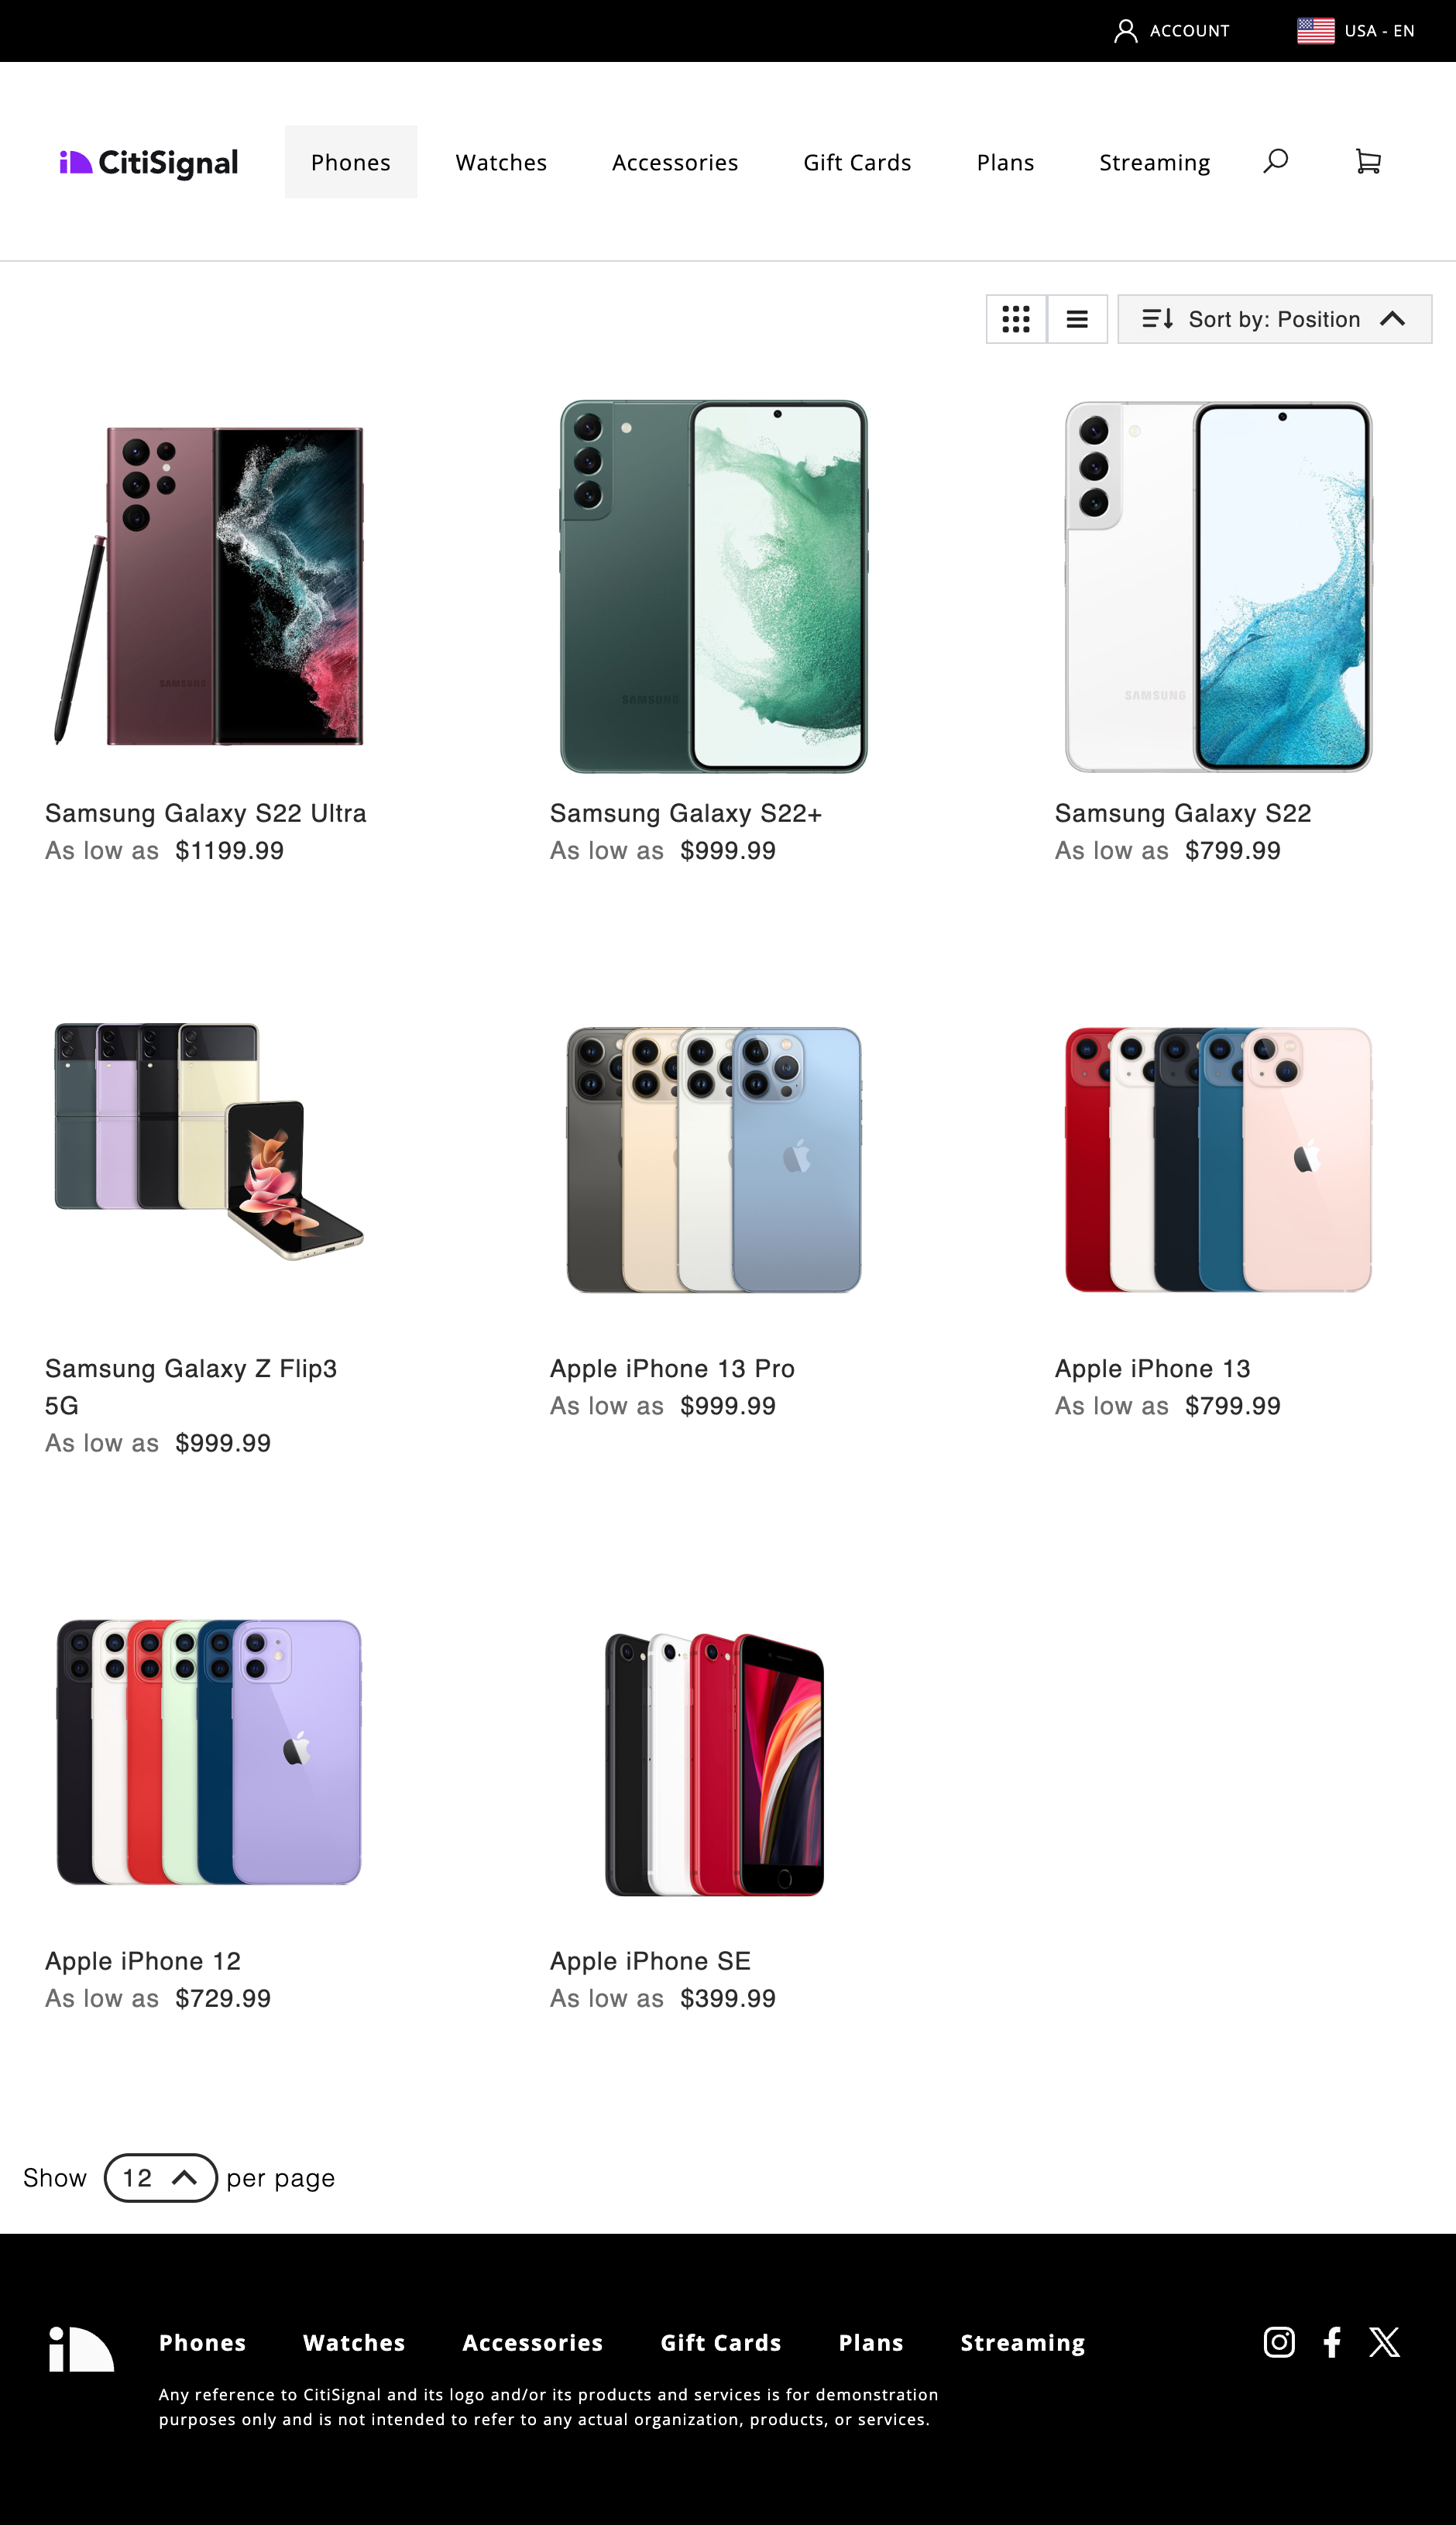 ACCOUNT
USA - EN
CitiSignal
Phones
Watches
Accessories
Gift Cards
Plans
Streaming
Sort by: Position
SAMSUNG
SAMSUNG
SAMSUNG
Samsung Galaxy S22 Ultra
As low as $1199.99
Samsung Galaxy S22+
As low as $999.99
Samsung Galaxy S22
As low as $799.99
Samsung Galaxy Z Flip3
5G
As low as $999.99
Apple iPhone 13 Pro
As low as $999.99
Apple iPhone 13
As low as $799.99
Apple iPhone 12
As low as $729.99
Apple iPhone SE
As low as $399.99
Show 12 per page
Phones
Watches
Accessories
Gift Cards
Plans
Streaming
Any reference to CitiSignal and its logo and/or its products and services is for demonstration
purposes only and is not intended to refer to any actual organization, products, or services.